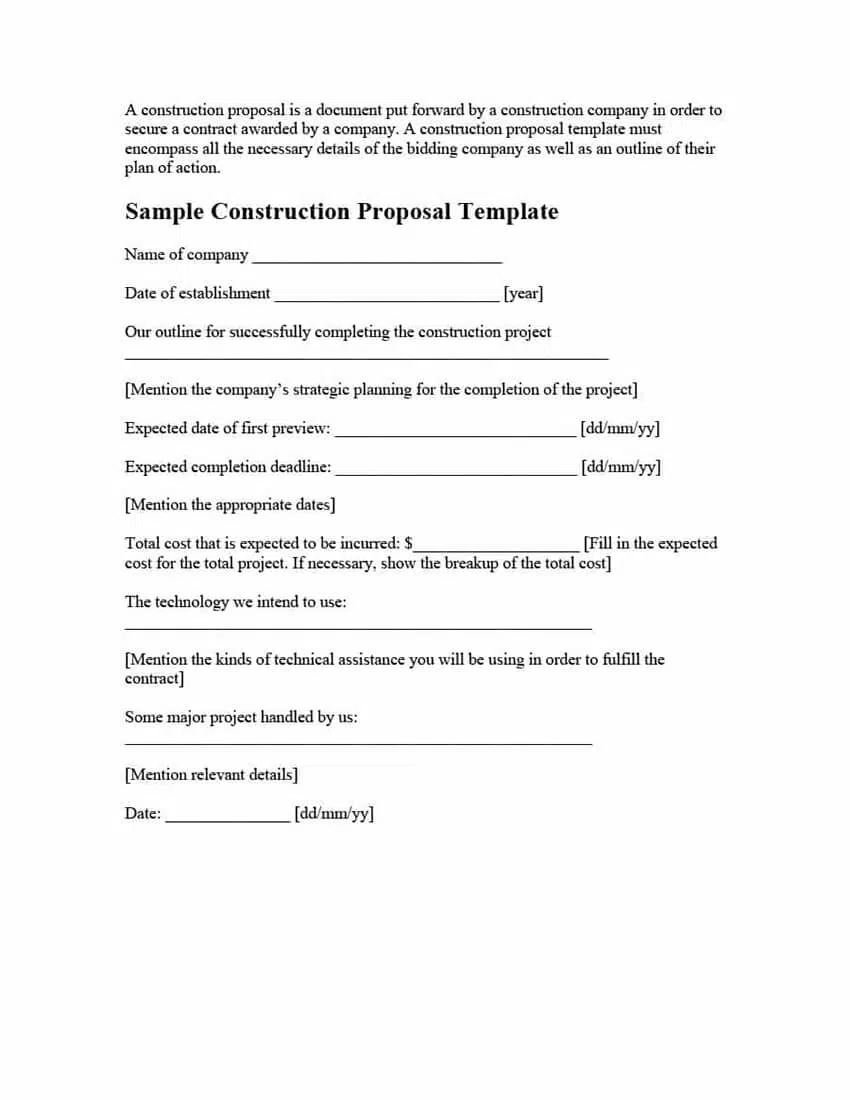 A construction proposal is a document put forward by a construction company in order to
secure a contract awarded by a company. A construction proposal template must
encompass all the necessary details of the bidding company as well as an outline of their
plan of action.
Sample Construction Proposal Template
Name of company ______________________________
Date of establishment ___________________________ [year]
Our outline for successfully completing the construction project
__________________________________________________________
[Mention the company’s strategic planning for the completion of the project]
Expected date of first preview: _____________________________ [dd/mm/yy]
Expected completion deadline: _____________________________ [dd/mm/yy]
[Mention the appropriate dates]
Total cost that is expected to be incurred: $____________________ [Fill in the expected
cost for the total project. If necessary, show the breakup of the total cost]
The technology we intend to use:
________________________________________________________
[Mention the kinds of technical assistance you will be using in order to fulfill the
contract]
Some major project handled by us:
________________________________________________________
[Mention relevant details]
Date: _______________ [dd/mm/yy]